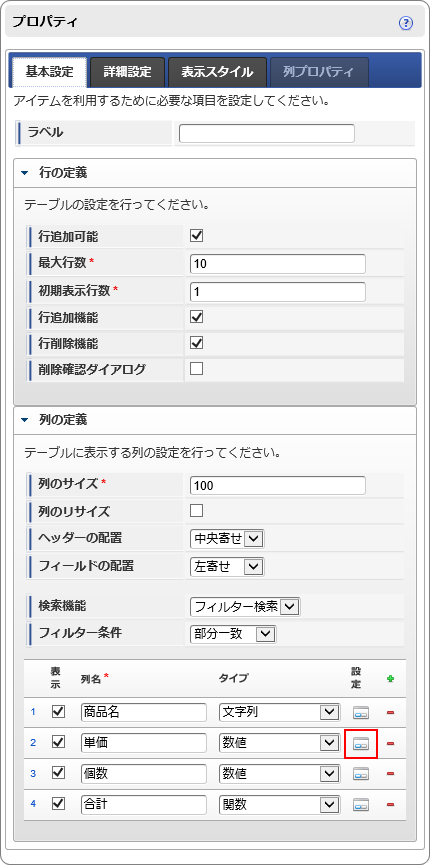 プロパティ
?
基本設定 詳細設定 表示スタイル 列プロパティ
アイテムを利用するために必要な項目を設定してください。
ラベル
行の定義
テーブルの設定を行ってください。
行追加可能
最大行数 * 10
初期表示行数 * 1
行追加機能
行削除機能
削除確認ダイアログ
列の定義
テーブルに表示する列の設定を行ってください。
列のサイズ * 100
列のリサイズ
ヘッダーの配置 中央寄せ
フィールドの配置 左寄せ
検索機能 フィルター検索
フィルター条件 部分一致
表示 列名 * タイプ 設定
1 商品名 文字列
2 単価 数値
3 個数 数値
4 合計 関数